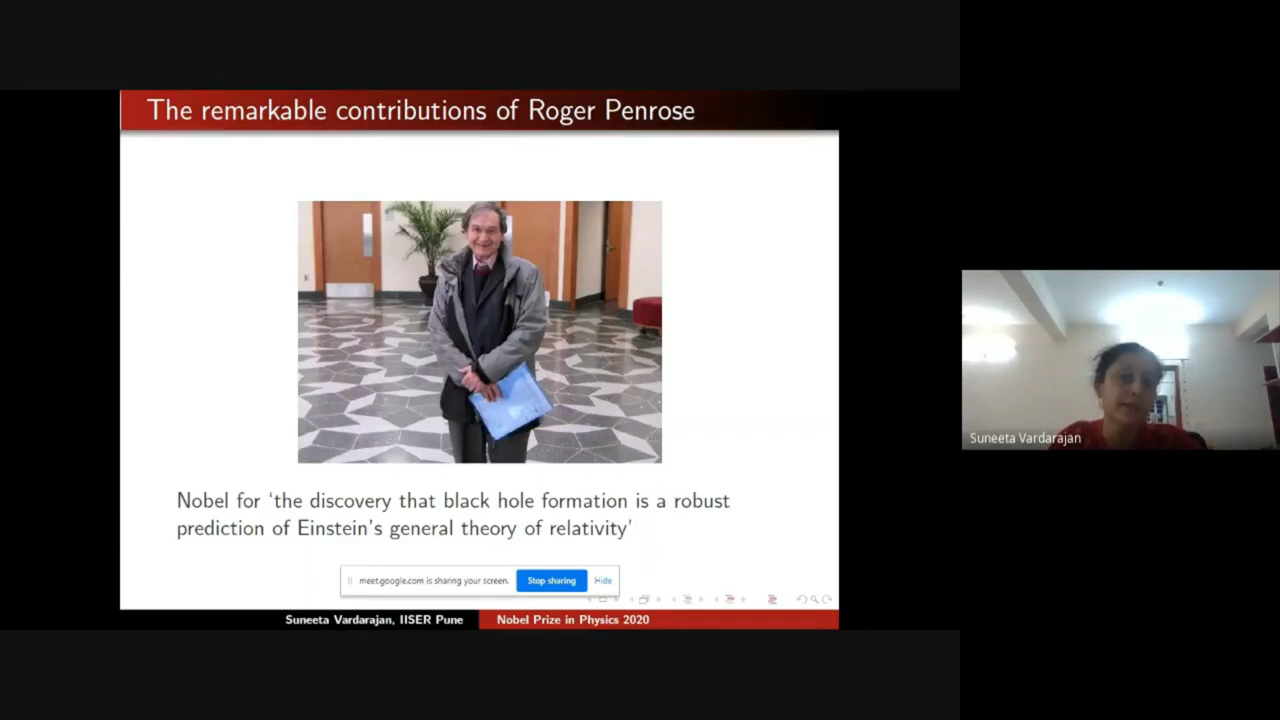 The remarkable contributions of Roger Penrose
Nobel for ‘the discovery that black hole formation is a robust
prediction of Einstein’s general theory of relativity’
meet.google.com is sharing your screen. Stop sharing Hide
Suneeta Vardarajan, IISER Pune Nobel Prize in Physics 2020
Suneeta Vardarajan